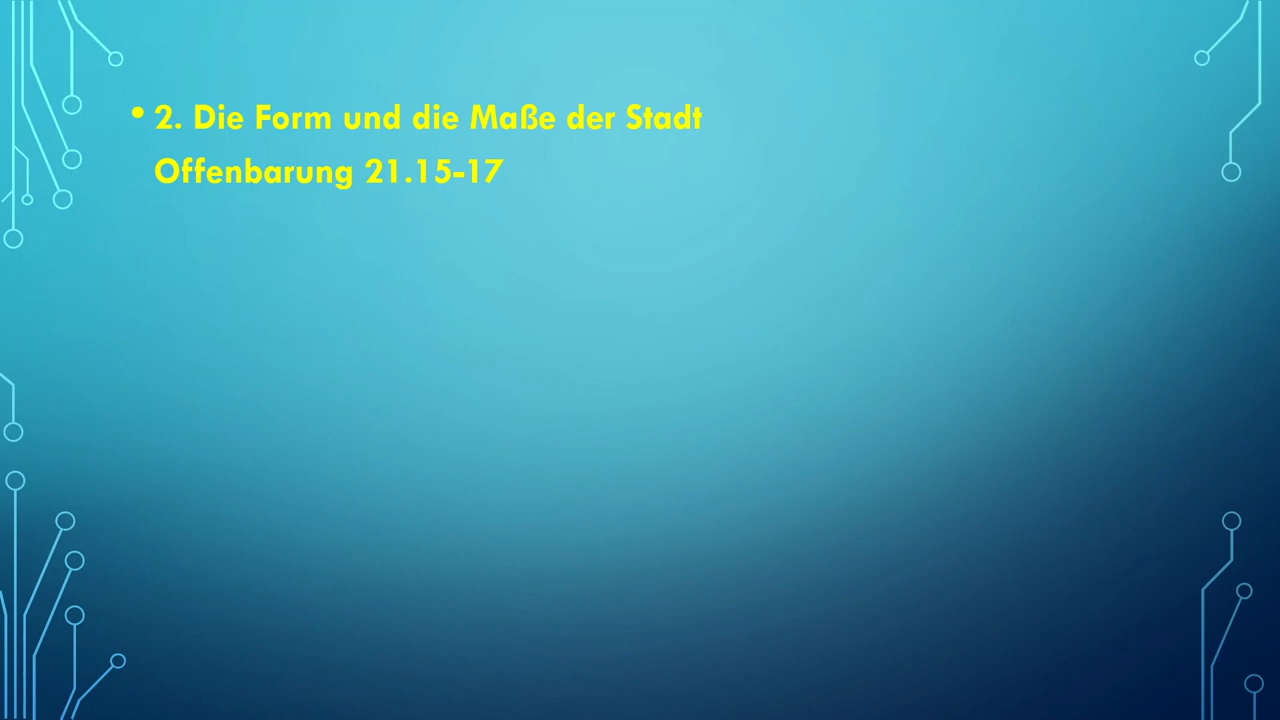 • 2. Die Form und die Maße der Stadt
Offenbarung 21.15-17